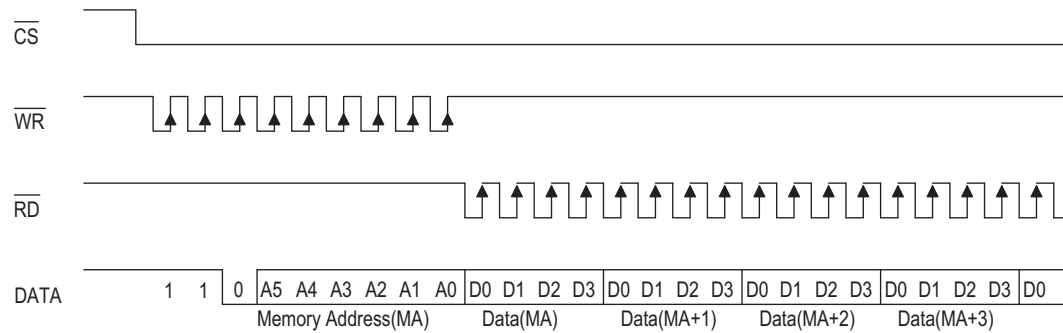 CS
WR
RD
DATA 1 1 0 A5 A4 A3 A2 A1 A0 D0 D1 D2 D3 D0 D1 D2 D3 D0 D1 D2 D3 D0 D1 D2 D3 D0
Memory Address(MA) Data(MA) Data(MA+1) Data(MA+2) Data(MA+3)